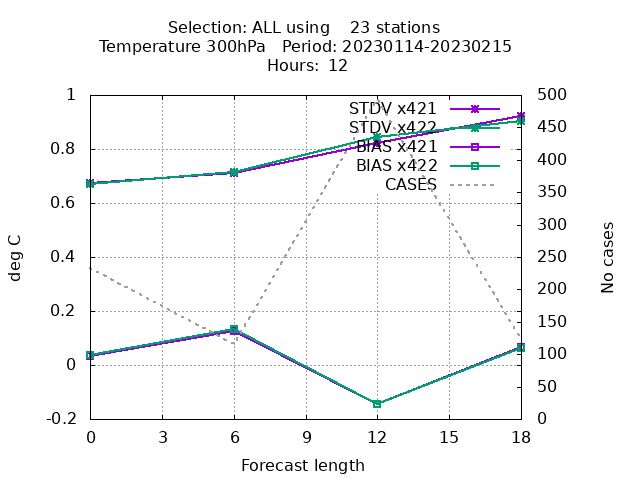 Selection: ALL using    23 stations
Temperature 300hPa   Period: 20230114-20230215
Hours:  12
STDV x421
STDV x422
BIAS x421
BIAS x422
CASES
1
0.8
0.6
0.4
0.2
0
-0.2
deg C
500
450
400
350
300
250
200
150
100
50
0
No cases
0 3 6 9 12 15 18
Forecast length